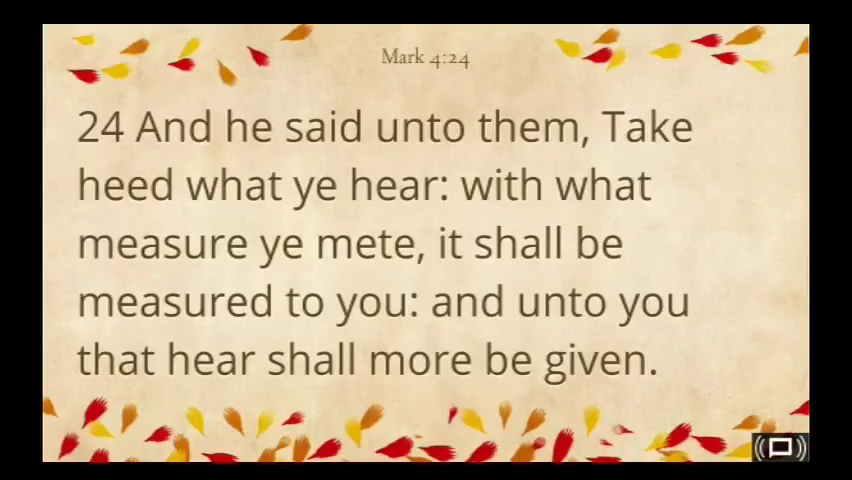 Mark 4:24
24 And he said unto them, Take
heed what ye hear: with what
measure ye mete, it shall be
measured to you: and unto you
that hear shall more be given.